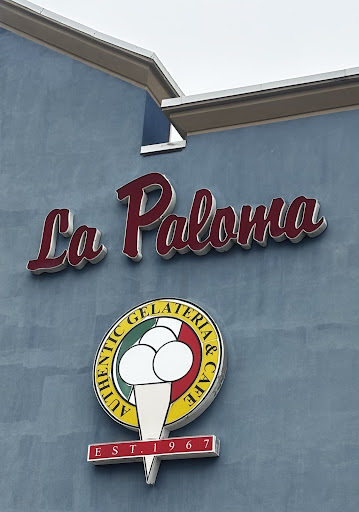 La Paloma
AUTHENTIC GELATERIA & CAFE
EST. 1967